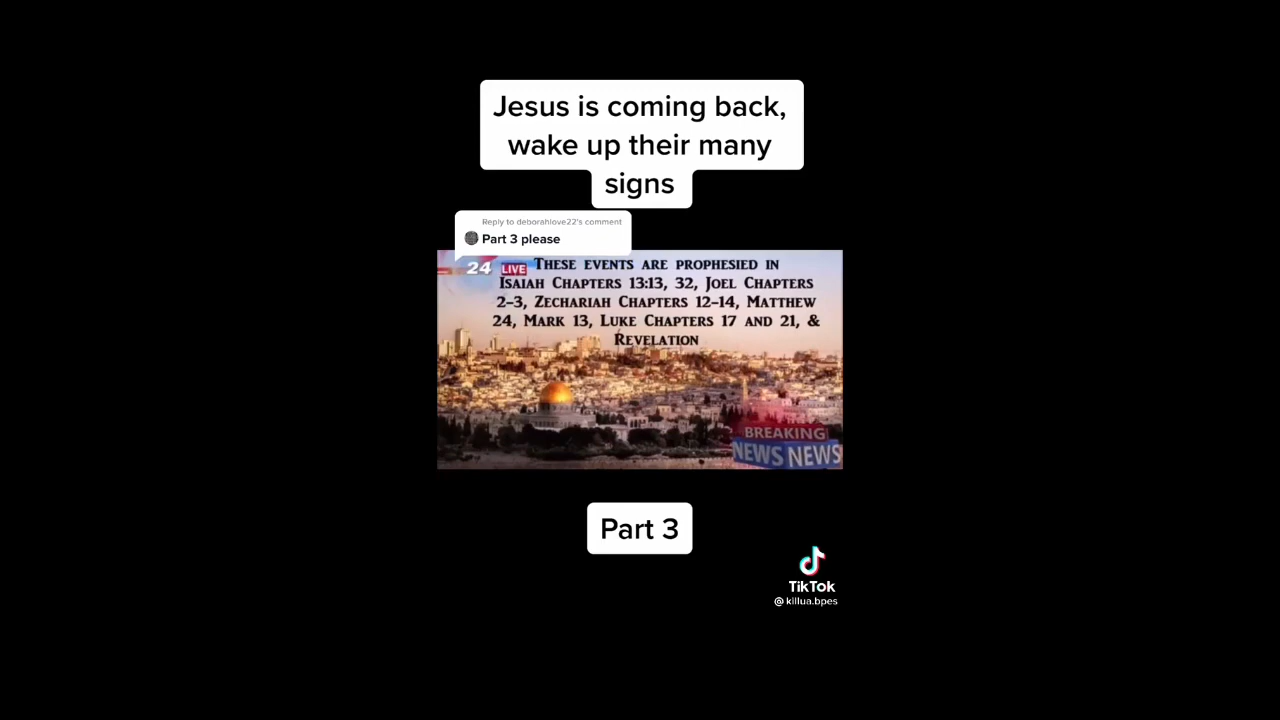 Jesus is coming back,
wake up their many
signs
Reply to deborahlove22's comment
Part 3 please
24 LIVE
THESE EVENTS ARE PROPHESIED IN
ISAIAH CHAPTERS 13:13, 32, JOEL CHAPTERS
2–3, ZECHARIAH CHAPTERS 12–14, MATTHEW
24, MARK 13, LUKE CHAPTERS 17 AND 21, &
REVELATION
BREAKING
NEWS NEWS
Part 3
TikTok
@ killua.bpes